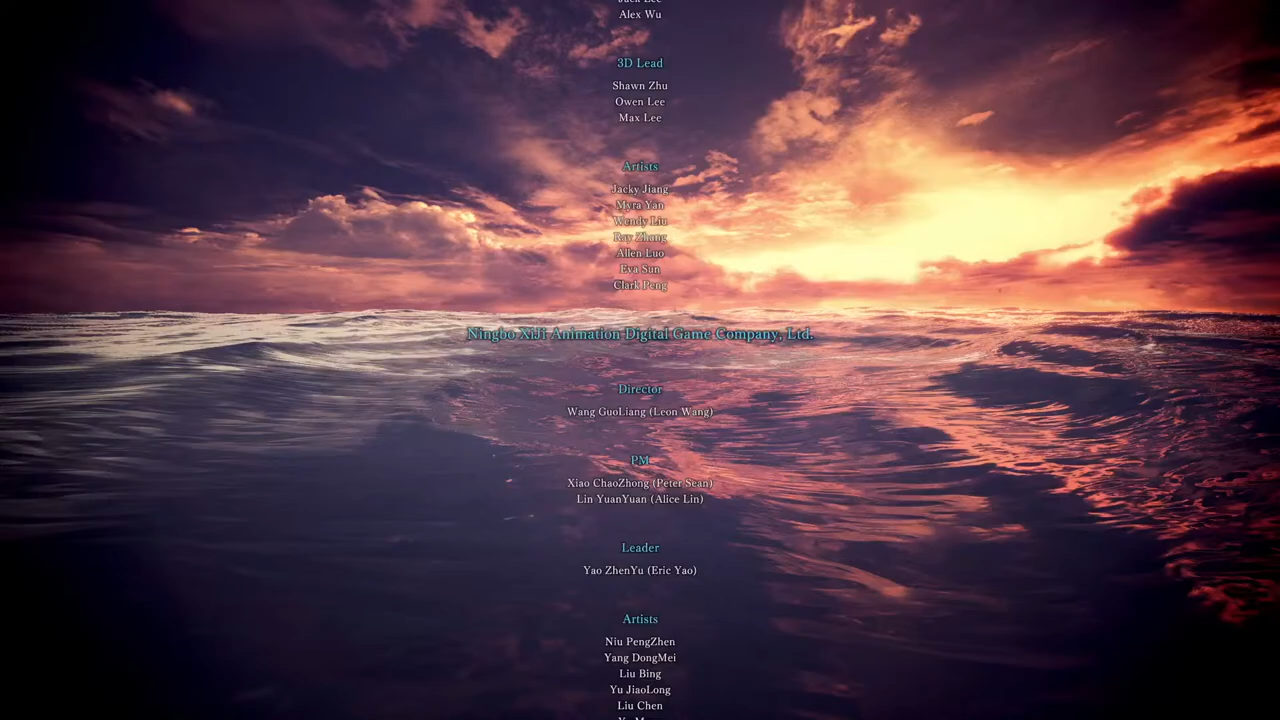 Alex Wu
3D Lead
Shawn Zhu
Owen Lee
Max Lee
Artists
Jacky Jiang
Myra Yan
Wendy Liu
Roy Zhang
Allen Luo
Eva Sun
Clark Peng
Ningbo XiJi Animation Digital Game Company, Ltd.
Director
Wang GuoLiang (Leon Wang)
PM
Xiao ChaoZhong (Peter Sean)
Lin YuanYuan (Alice Lin)
Leader
Yao ZhenYu (Eric Yao)
Artists
Niu PengZhen
Yang DongMei
Liu Bing
Yu JiaoLong
Liu Chen